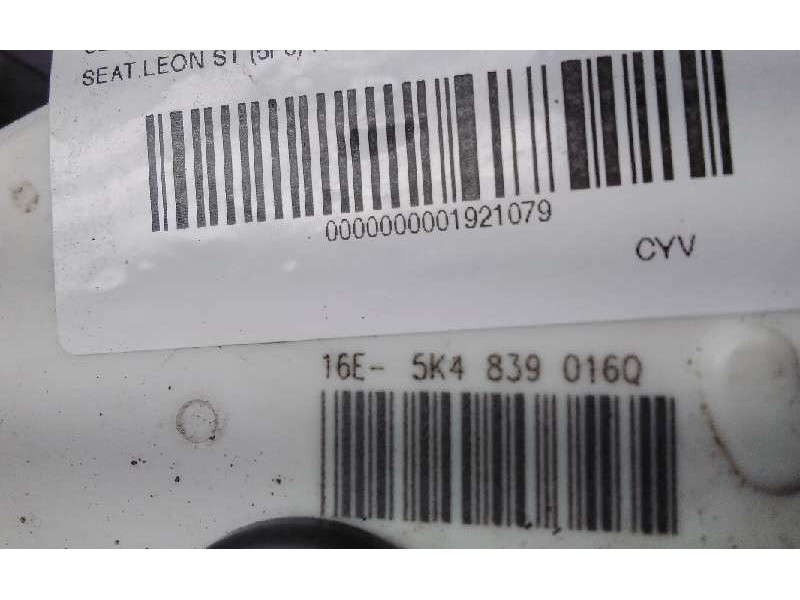 SEAT.LEON ST
0000000001921079
CYV
16E- 5K4 839 016Q